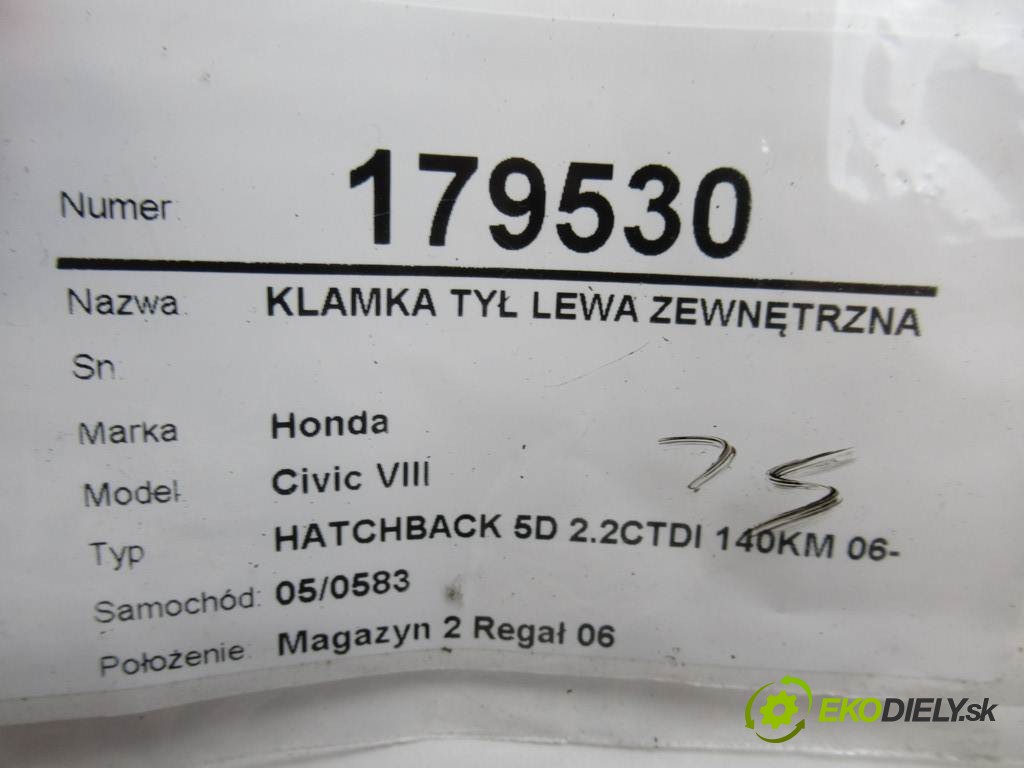 Numer: 179530
Nazwa: KLAMKA TYŁ LEWA ZEWNĘTRZNA
Sn:
Marka Honda
Model Civic VIII
Typ HATCHBACK 5D 2.2CTDI 140KM 06-
Samochód: 05/0583
Położenie: Magazyn 2 Regał 06
EKODIELY.sk